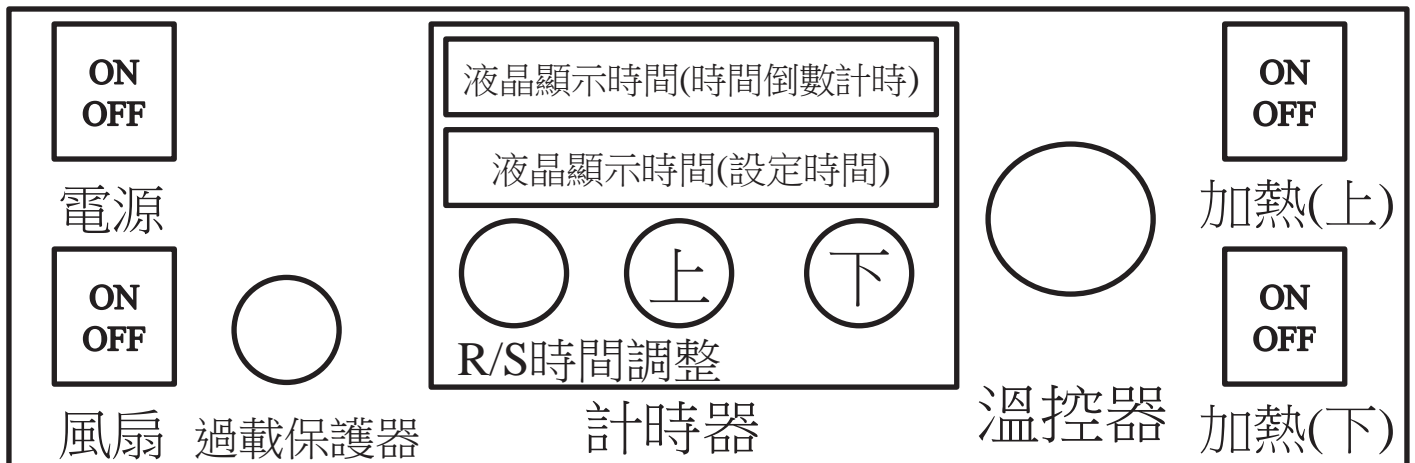 ON
OFF
電源
ON
OFF
風扇
過載保護器
液晶顯示時間(時間倒數計時)
液晶顯示時間(設定時間)
上
下
R/S時間調整
計時器
溫控器
ON
OFF
加熱(上)
ON
OFF
加熱(下)